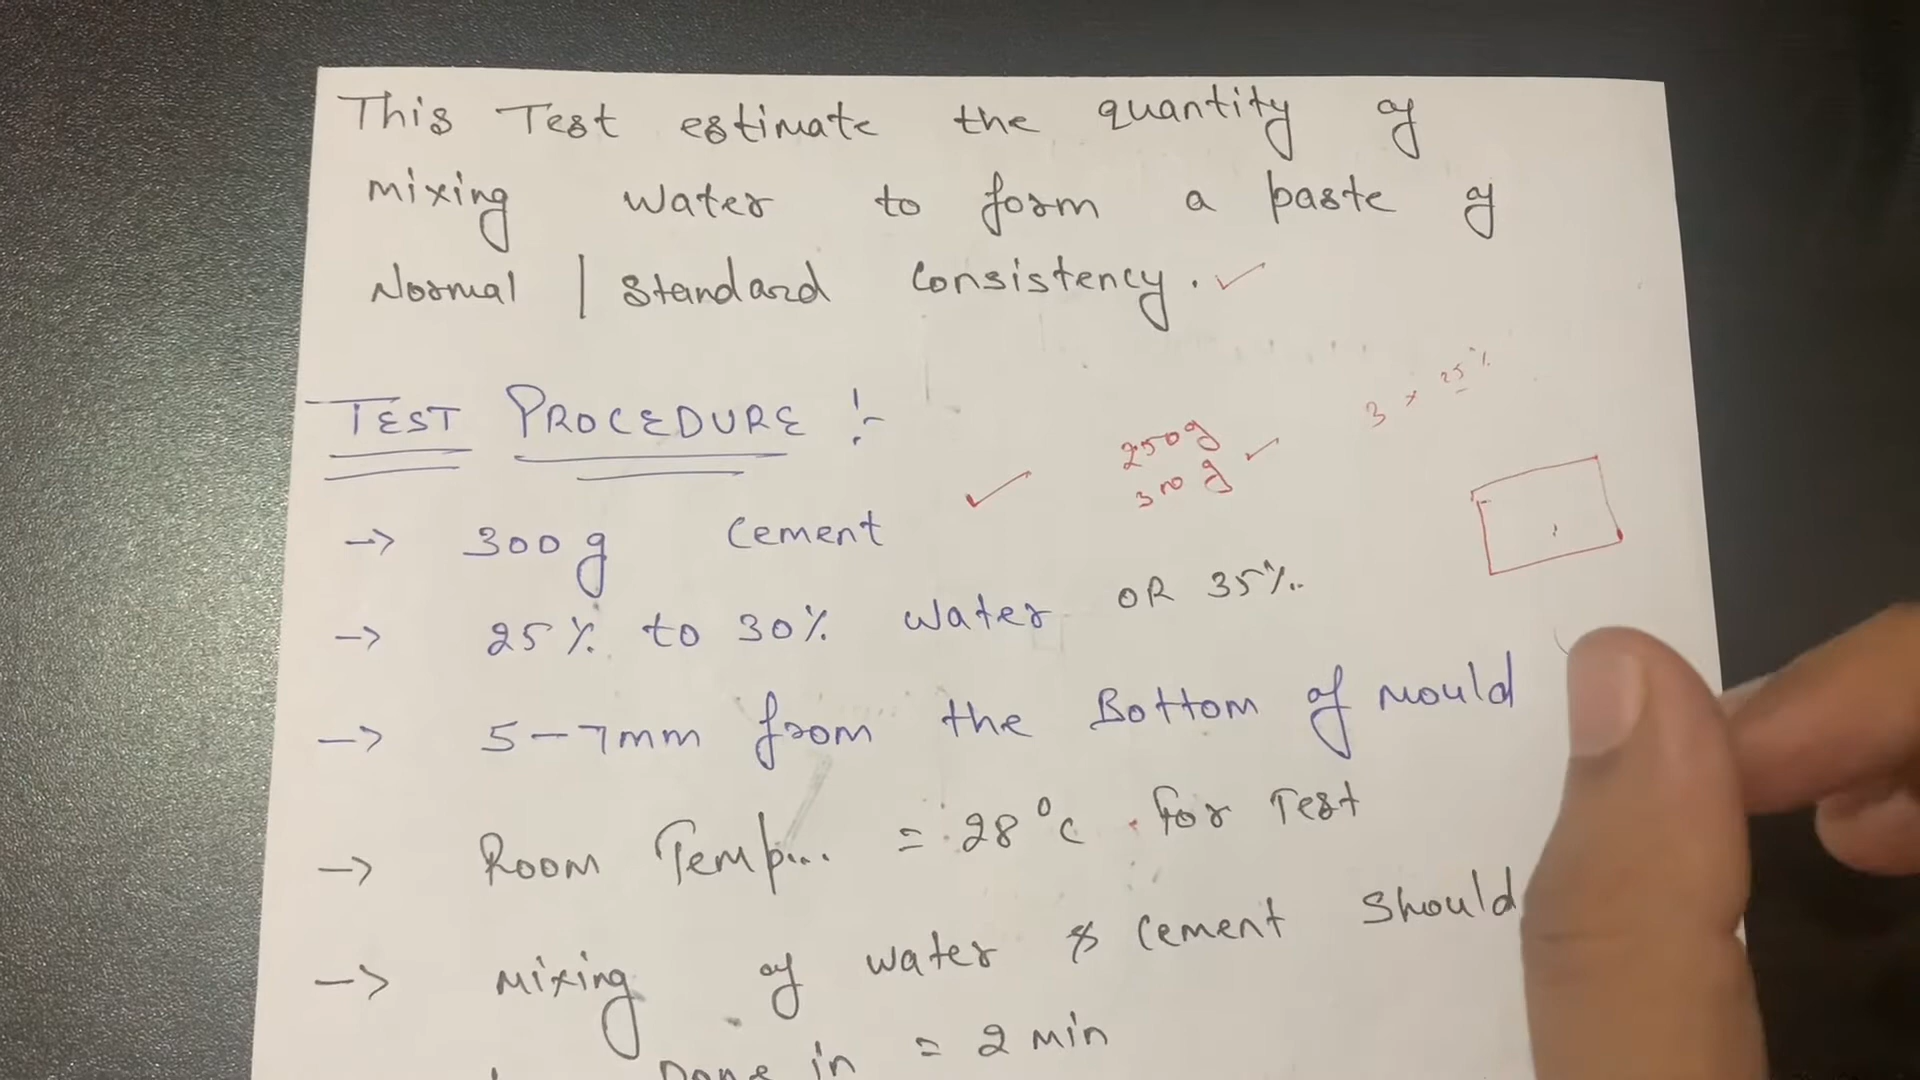 This Test estimate the quantity of
mixing water to form a paste of
Normal | Standard Consistency.
3 × 25%
TEST PROCEDURE :-
250g
300g
→ 300g Cement
→ 25% to 30% water OR 35%.
→ 5-7mm from the Bottom of mould
→ Room Temp... = 28°c for Test
→ mixing of water & cement should
Done in = 2 min